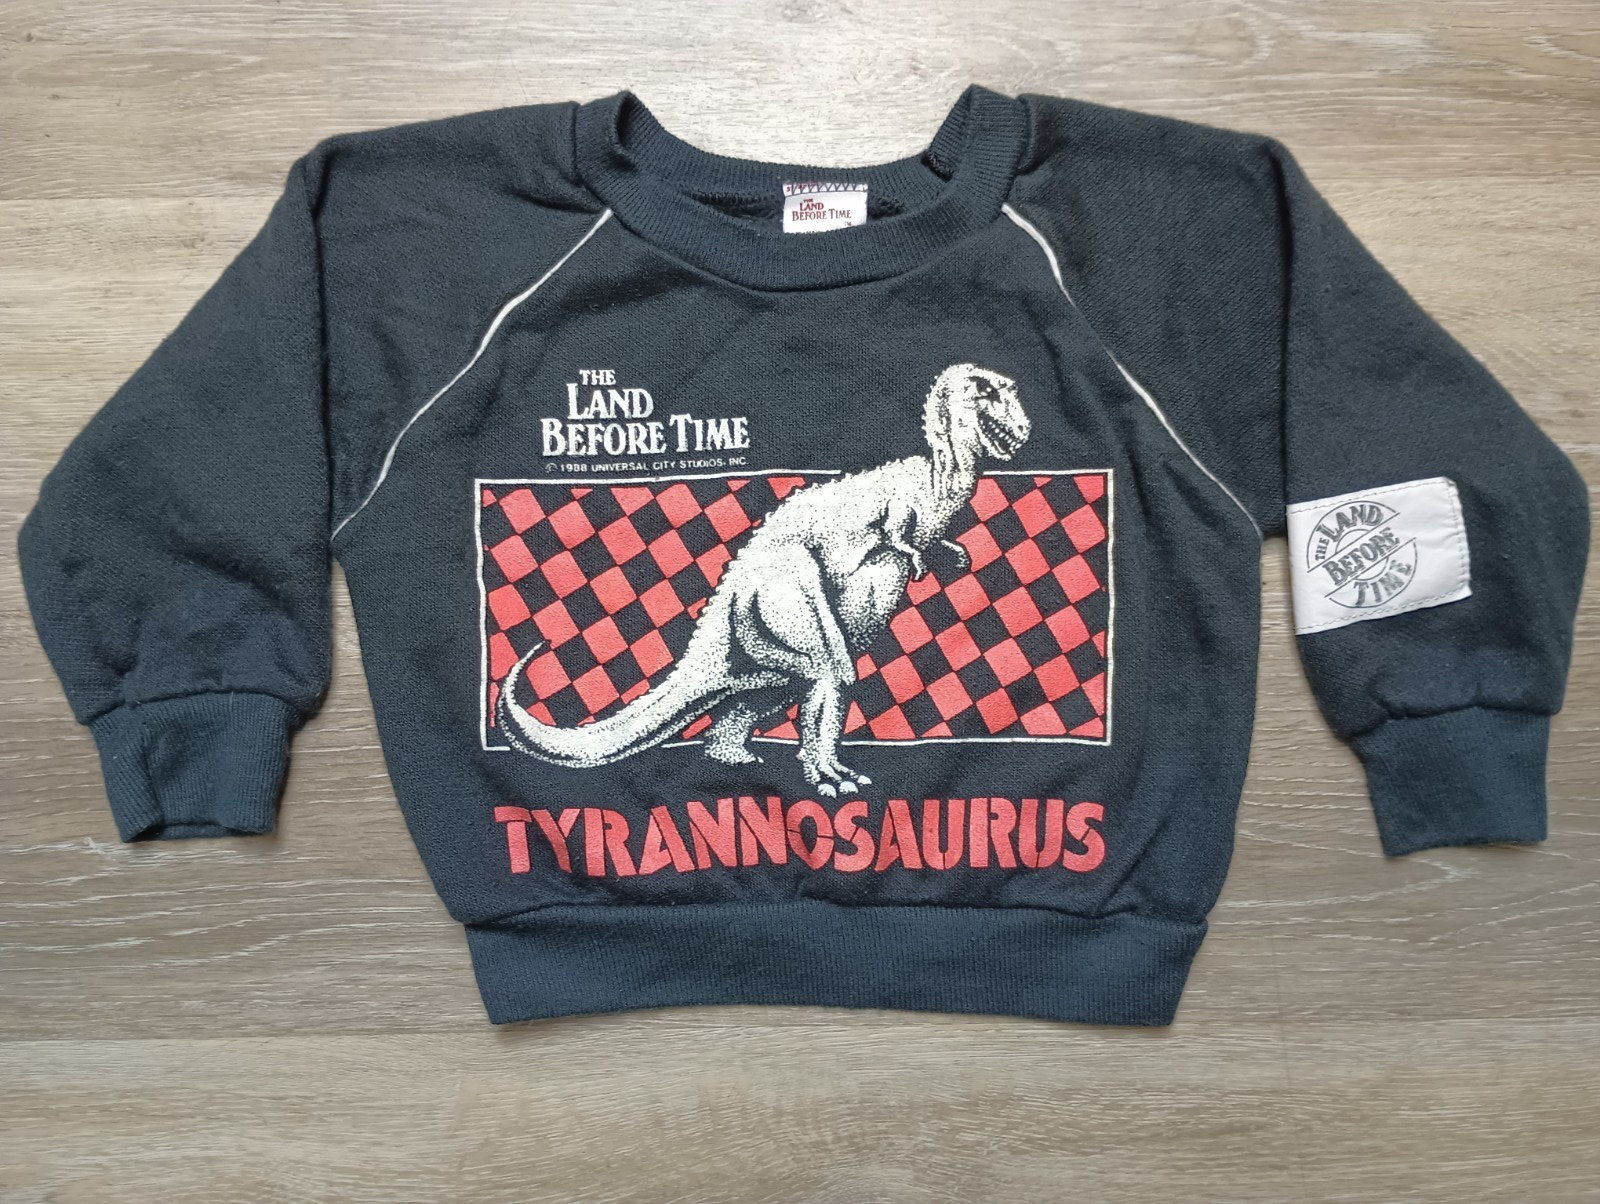 THE
LAND
BEFORE TIME
THE
LAND
BEFORE TIME
© 1988 UNIVERSAL CITY STUDIOS, INC.
THE LAND
BEFORE
TIME
TYRANNOSAURUS